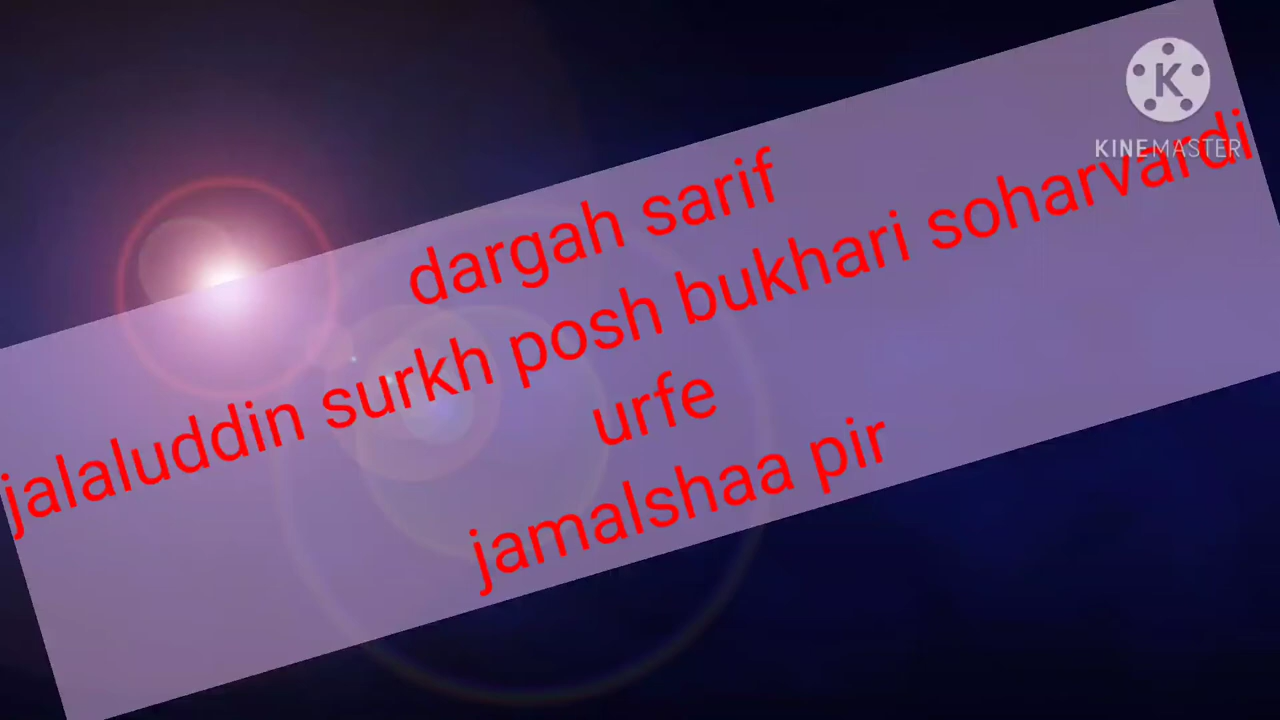 K
KINEMASTER
dargah sarif
jalaluddin surkh posh bukhari soharvardi
urfe
jamalshaa pir